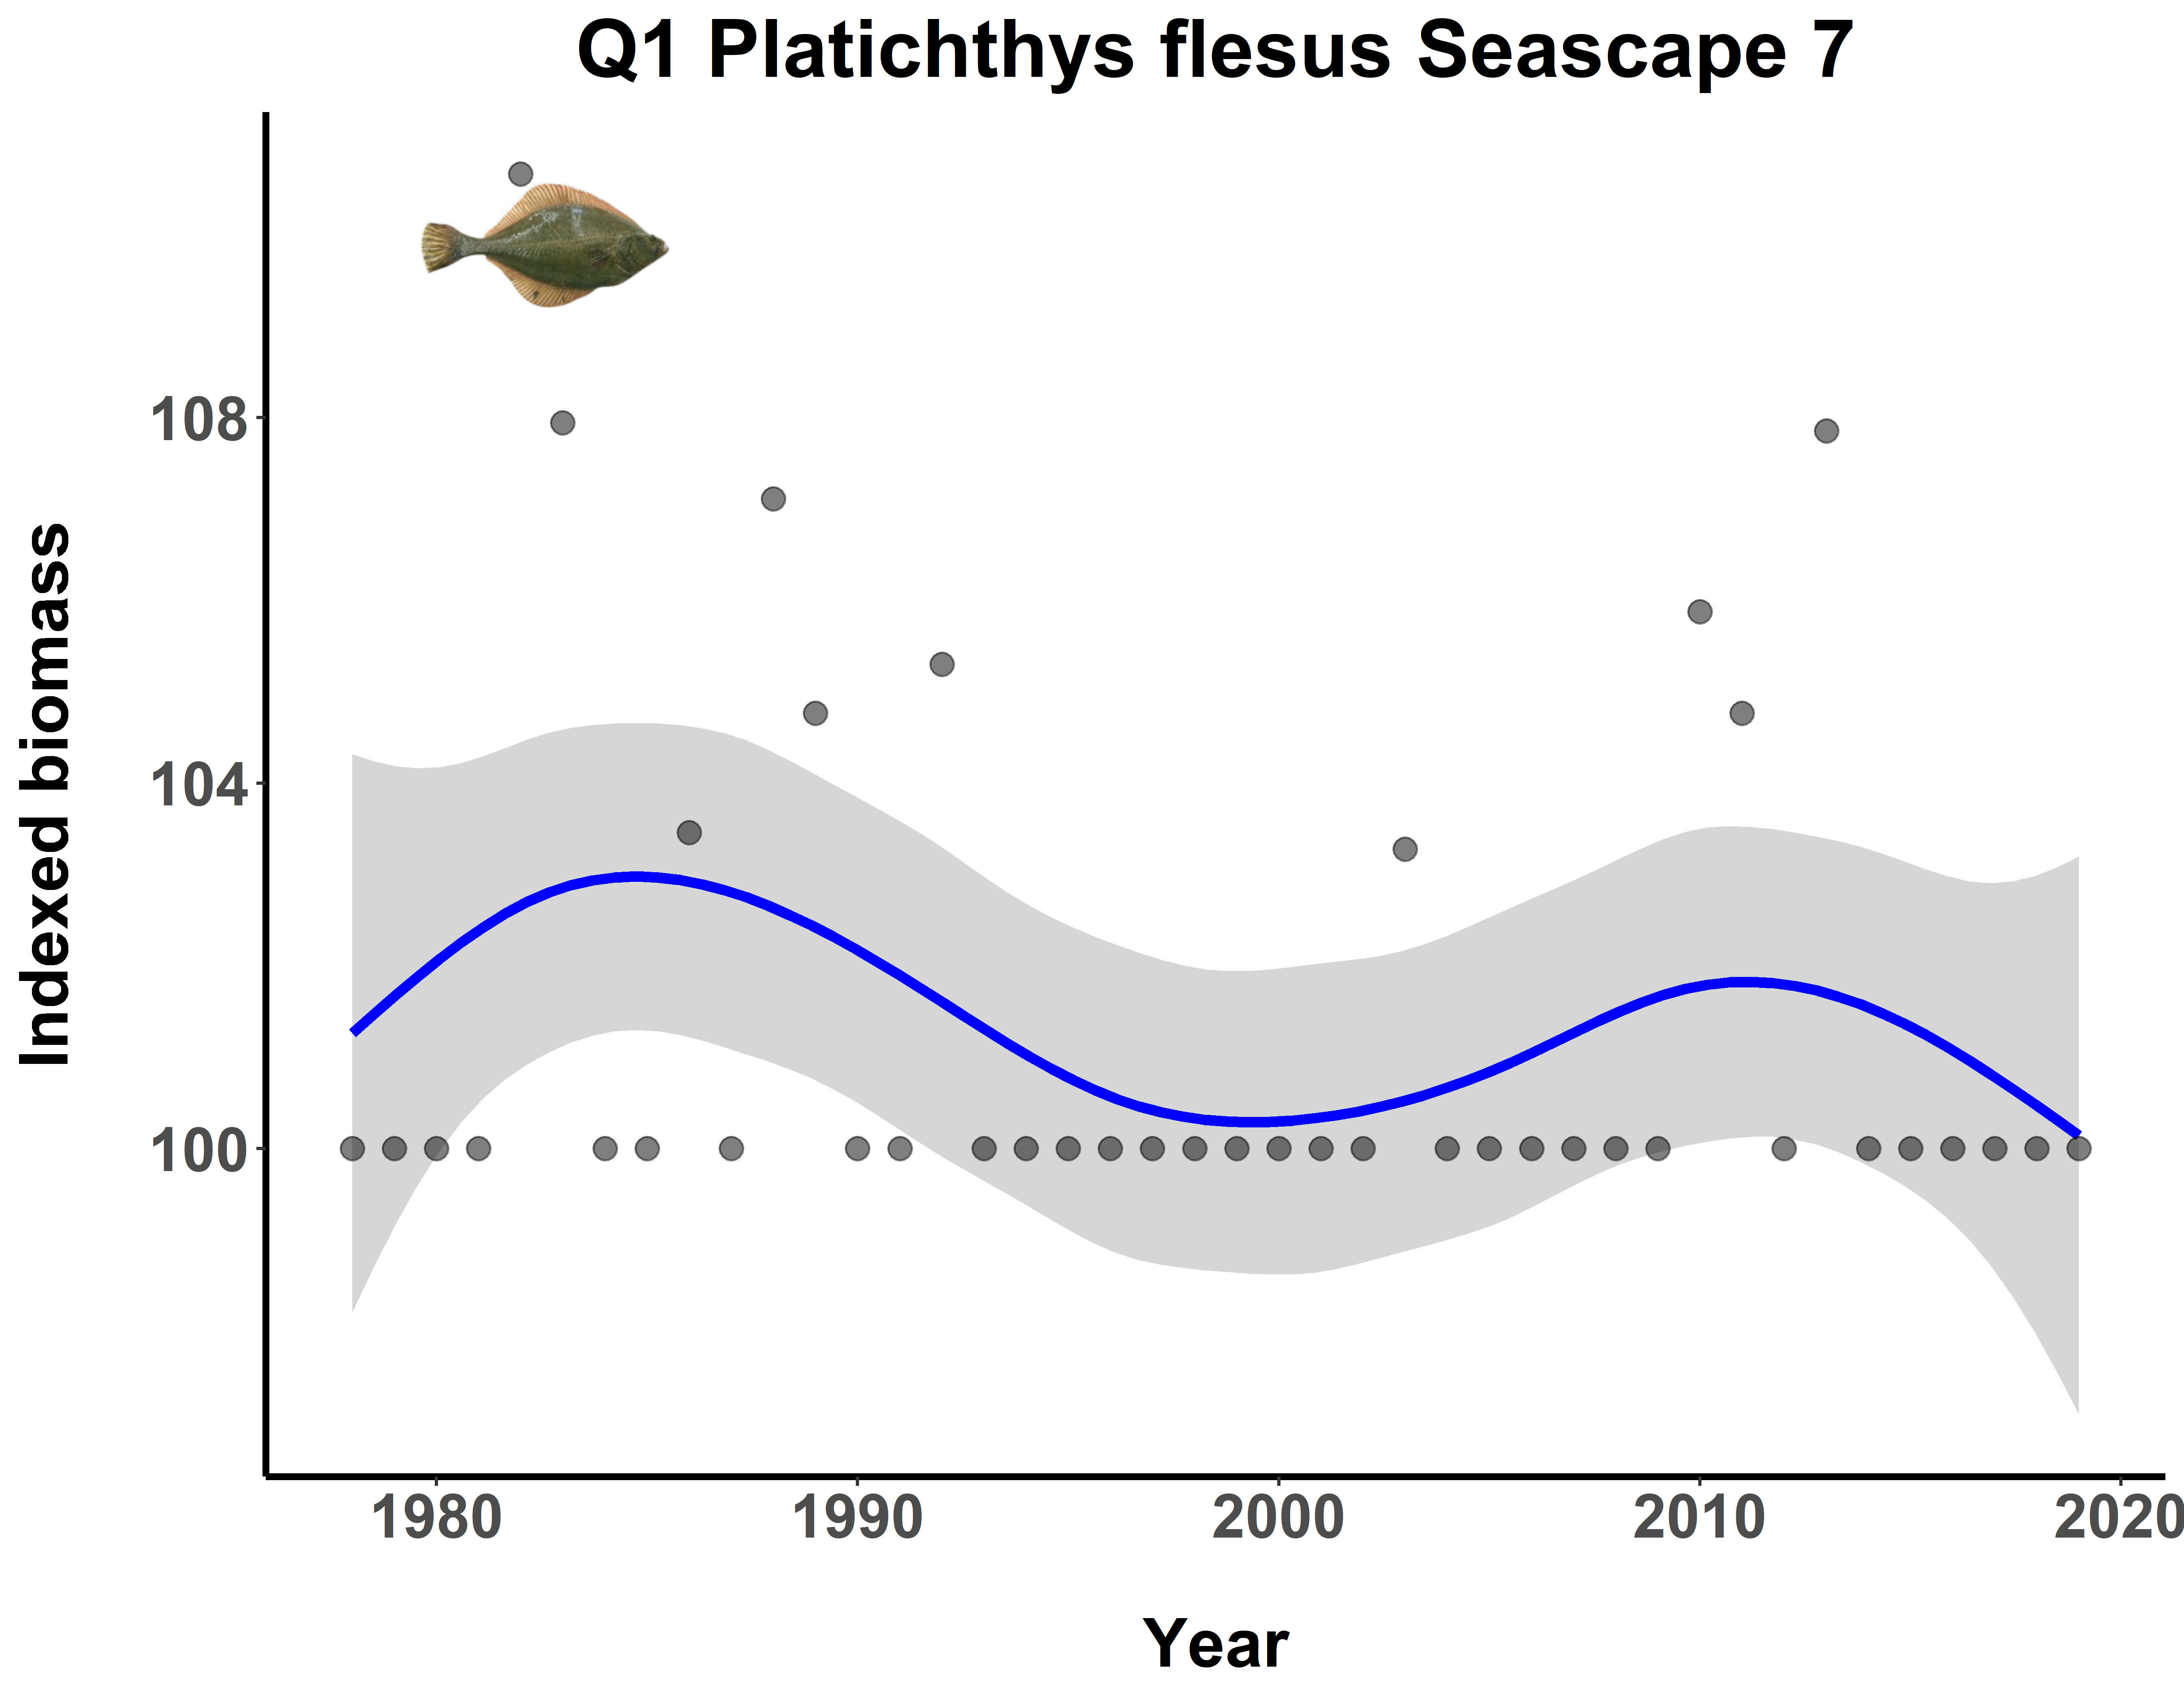 Q1 Platichthys flesus Seascape 7
Indexed biomass
108
104
100
1980 1990 2000 2010 2020
Year